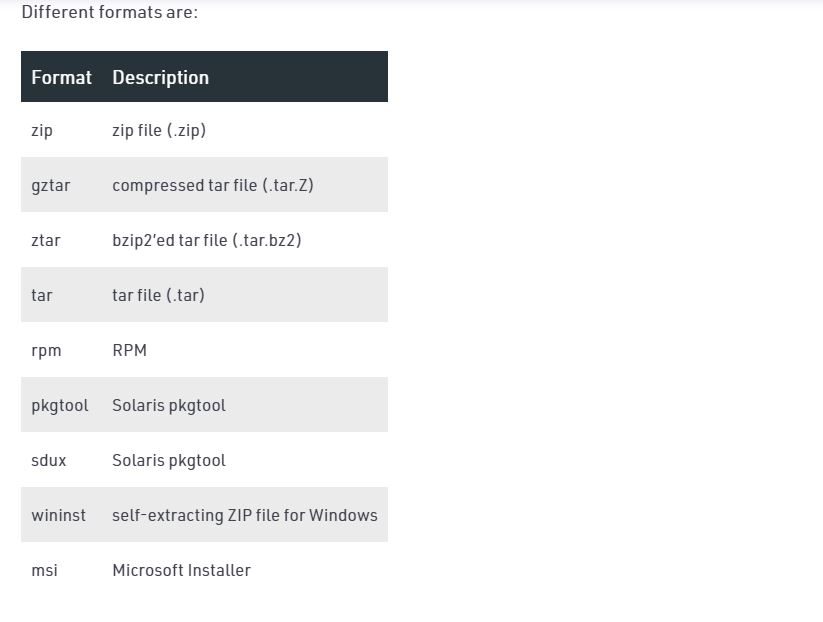 Different formats are:
Format Description
zip zip file (.zip)
gztar compressed tar file (.tar.Z)
ztar bzip2'ed tar file (.tar.bz2)
tar tar file (.tar)
rpm RPM
pkgtool Solaris pkgtool
sdux Solaris pkgtool
wininst self-extracting ZIP file for Windows
msi Microsoft Installer